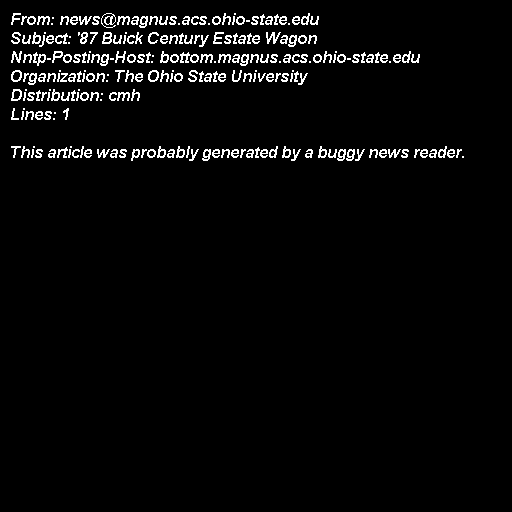 From: news@magnus.acs.ohio-state.edu
Subject: '87 Buick Century Estate Wagon
Nntp-Posting-Host: bottom.magnus.acs.ohio-state.edu
Organization: The Ohio State University
Distribution: cmh
Lines: 1

This article was probably generated by a buggy news reader.